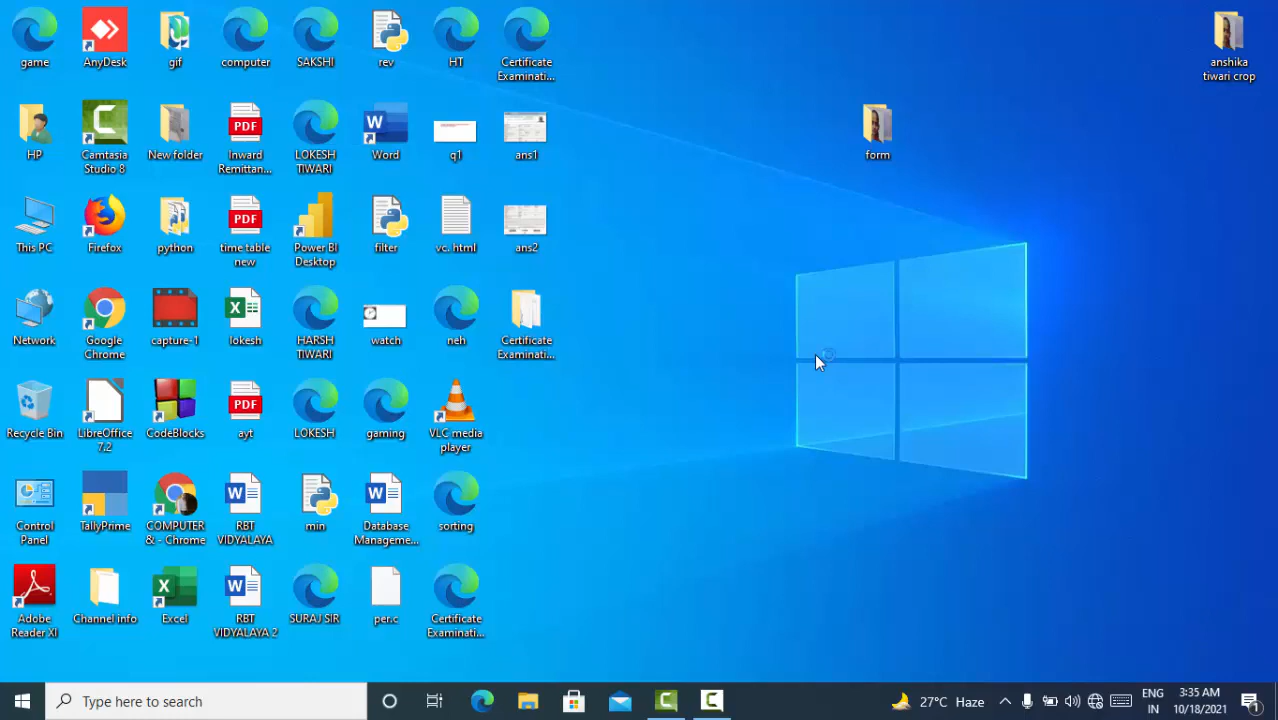 game
AnyDesk
gif
computer
SAKSHI
rev
HT
Certificate
Examinati...
anshika
tiwari crop
HP
Camtasia
Studio 8
New folder
PDF
Inward
Remittan...
LOKESH
TIWARI
Word
q1
ans1
form
This PC
Firefox
python
PDF
time table
new
Power BI
Desktop
filter
vc. html
ans2
Network
Google
Chrome
capture-1
lokesh
HARSH
TIWARI
watch
neh
Certificate
Examinati...
Recycle Bin
LibreOffice
7.2
CodeBlocks
PDF
ayt
LOKESH
gaming
VLC media
player
Control
Panel
TallyPrime
COMPUTER
& - Chrome
RBT
VIDYALAYA
min
Database
Manageme...
sorting
Adobe
Reader XI
Channel info
Excel
RBT
VIDYALAYA 2
SURAJ SIR
per.c
Certificate
Examinati...
Type here to search
27°C Haze
ENG
IN
3:35 AM
10/18/2021
1